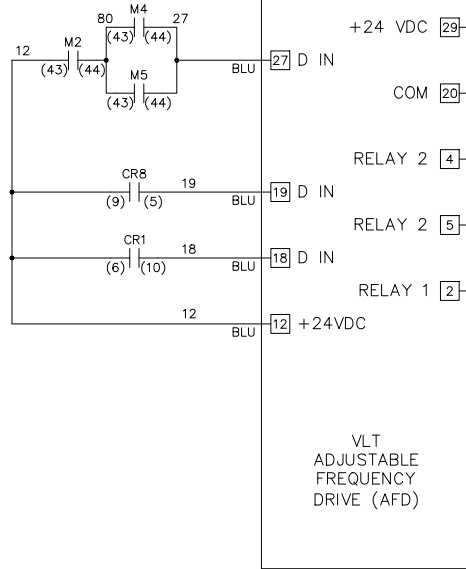 80 M4 27
(43) (44)
12 M2
(43) (44)
M5
(43) (44)
BLU
27 D IN
+24 VDC 29
COM 20
RELAY 2 4
CR8
(9) (5)
19
BLU
19 D IN
RELAY 2 5
CR1
(6) (10)
18
BLU
18 D IN
RELAY 1 2
12
BLU
12 +24VDC
VLT
ADJUSTABLE
FREQUENCY
DRIVE (AFD)